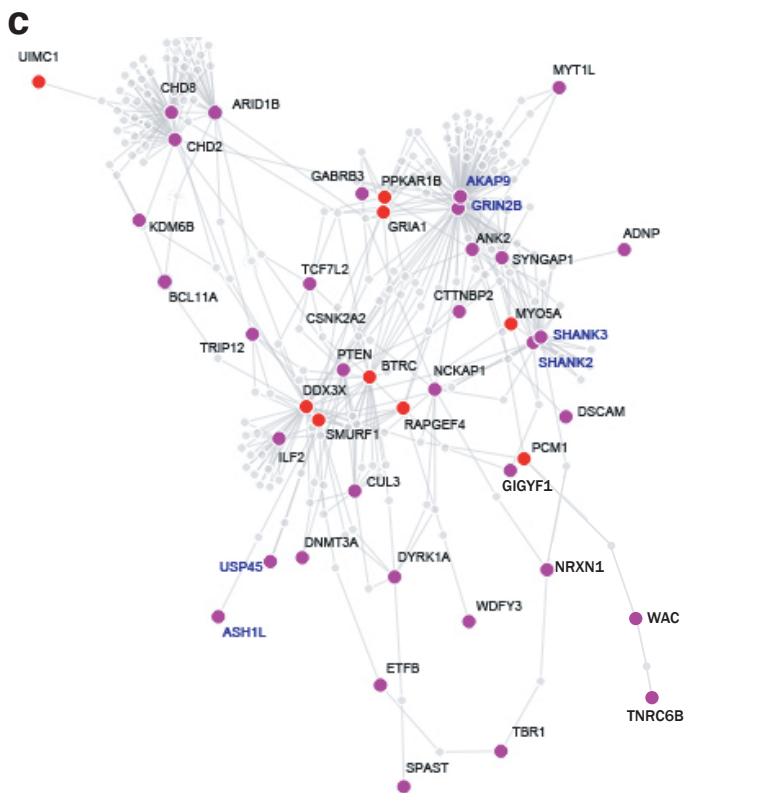 C
UIMC1
MYT1L
CHD8
ARID1B
CHD2
GABRB3
PPKAR1B
AKAP9
GRIN2B
GRIA1
KDM6B
ANK2
ADNP
SYNGAP1
TCF7L2
BCL11A
CTTNBP2
CSNK2A2
MYO5A
SHANK3
TRIP12
PTEN
SHANK2
BTRC
NCKAP1
DDX3X
DSCAM
RAPGEF4
SMURF1
PCM1
ILF2
CUL3
GIGYF1
DNMT3A
DYRK1A
USP45
NRXN1
WDFY3
WAC
ASH1L
ETFB
TNRC6B
TBR1
SPAST